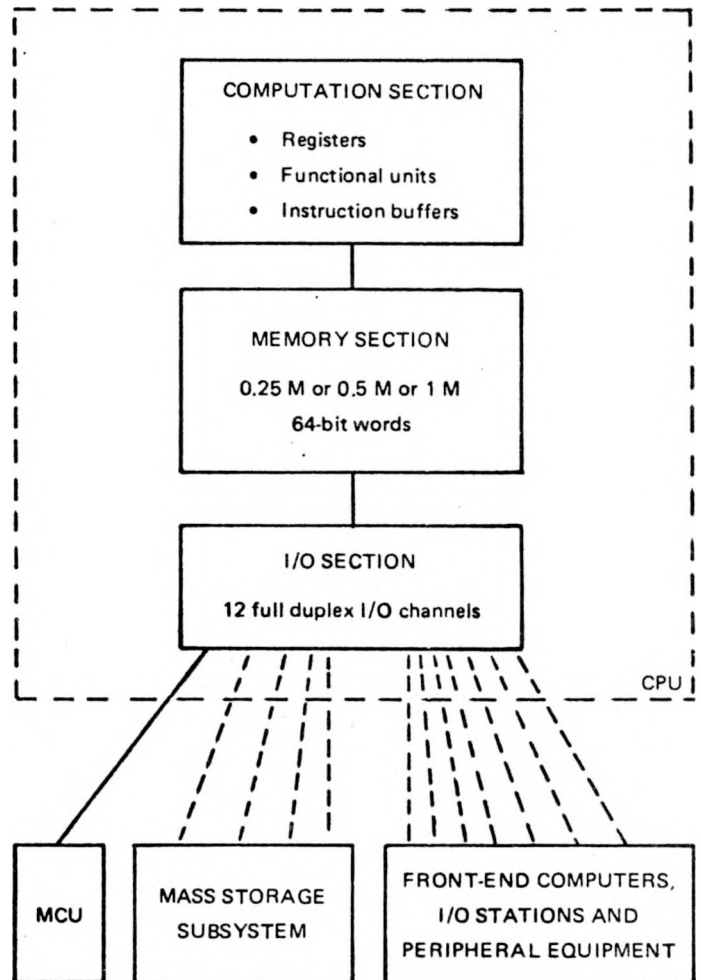 COMPUTATION SECTION
• Registers
• Functional units
• Instruction buffers
MEMORY SECTION
0.25 M or 0.5 M or 1 M
64-bit words
I/O SECTION
12 full duplex I/O channels
CPU
MCU
MASS STORAGE
SUBSYSTEM
FRONT-END COMPUTERS,
I/O STATIONS AND
PERIPHERAL EQUIPMENT